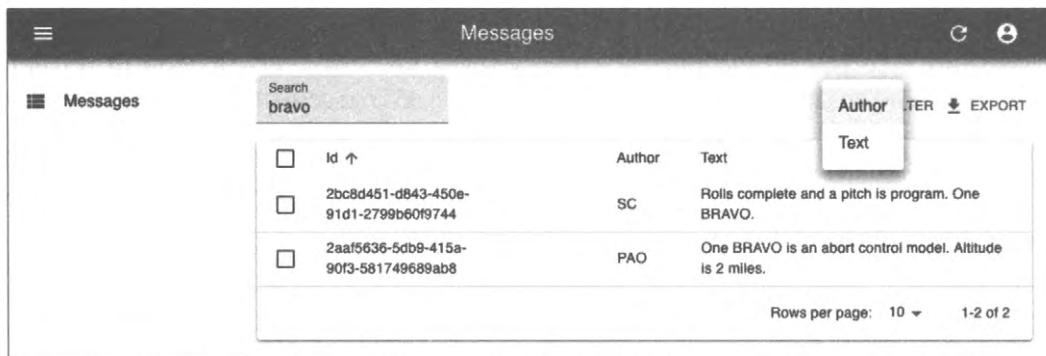 Messages
Messages
Search
bravo
Author
Text
TER EXPORT
Id ↑ Author Text
2bc8d451-d843-450e-
91d1-2799b60f9744
SC
Rolls complete and a pitch is program. One
BRAVO.
2aaf5636-5db9-415a-
90f3-581749689ab8
PAO
One BRAVO is an abort control model. Altitude
is 2 miles.
Rows per page: 10 1-2 of 2